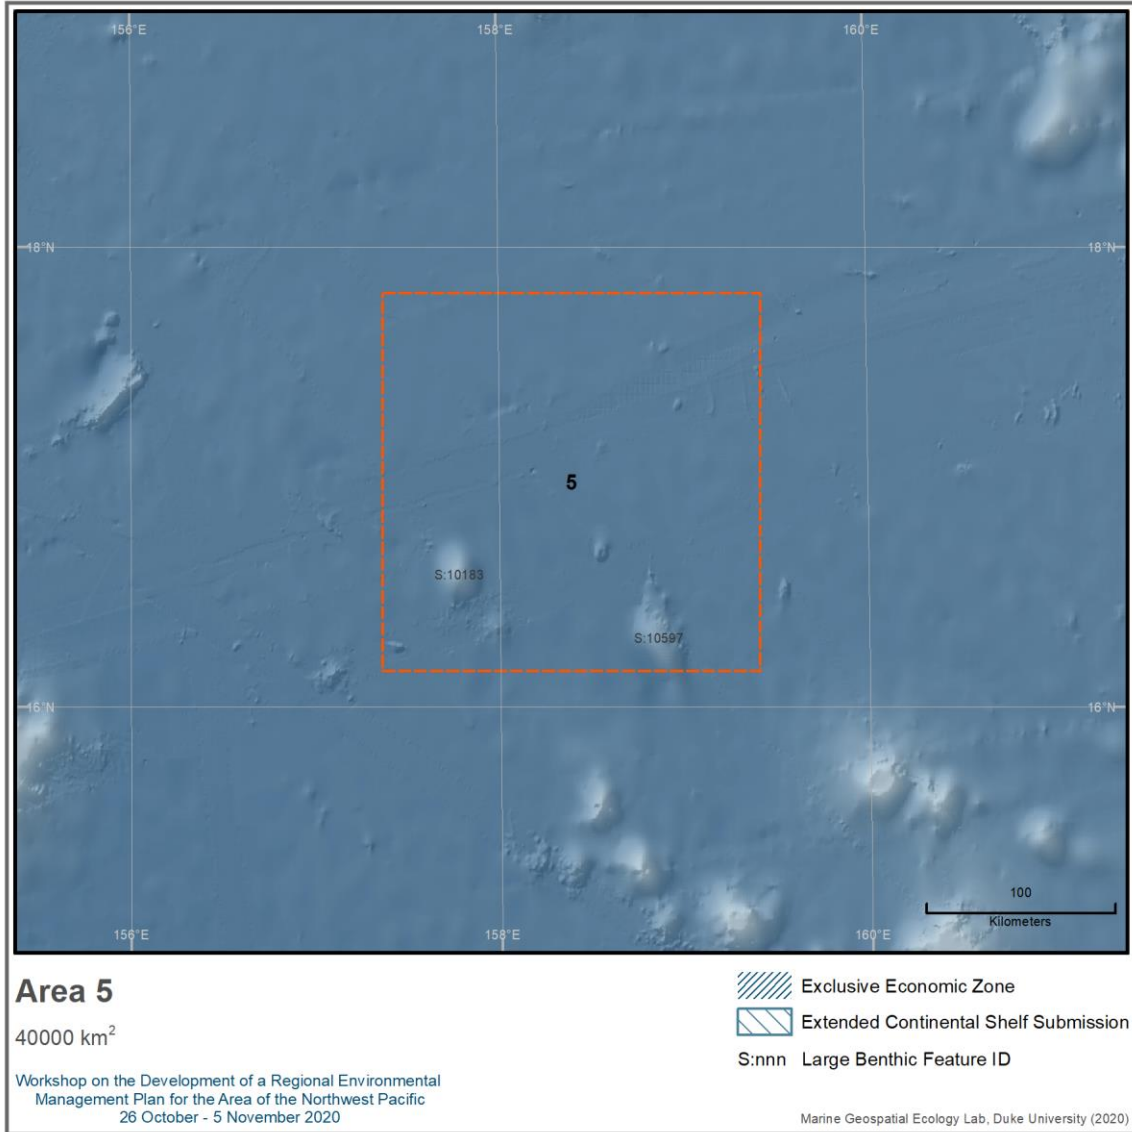 156°E 158°E 160°E
18°N 18°N
5
S:10183
S:10597
16°N 16°N
100
Kilometers
156°E 158°E 160°E
Area 5
40000 km²
Workshop on the Development of a Regional Environmental
Management Plan for the Area of the Northwest Pacific
26 October - 5 November 2020
Exclusive Economic Zone
Extended Continental Shelf Submission
S:nnn Large Benthic Feature ID
Marine Geospatial Ecology Lab, Duke University (2020)